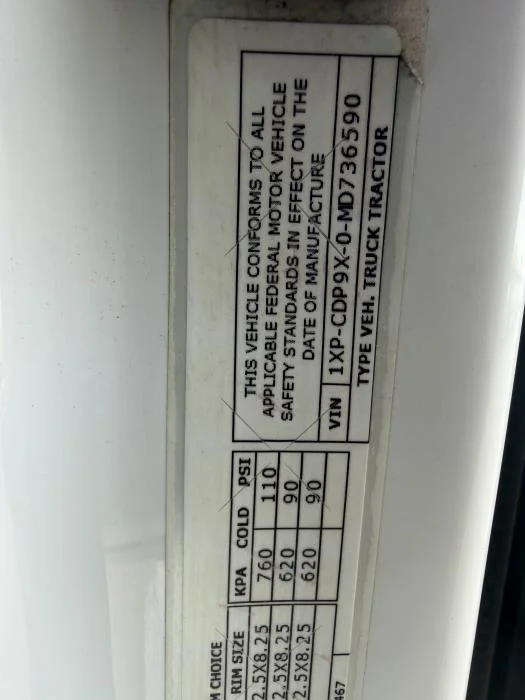 M CHOICE
RIM SIZE KPA COLD PSI
2.5X8.25 760 110
2.5X8.25 620 90
2.5X8.25 620 90
467
THIS VEHICLE CONFORMS TO ALL
APPLICABLE FEDERAL MOTOR VEHICLE
SAFETY STANDARDS IN EFFECT ON THE
DATE OF MANUFACTURE
VIN 1XP-CDP9X-0-MD736590
TYPE VEH. TRUCK TRACTOR